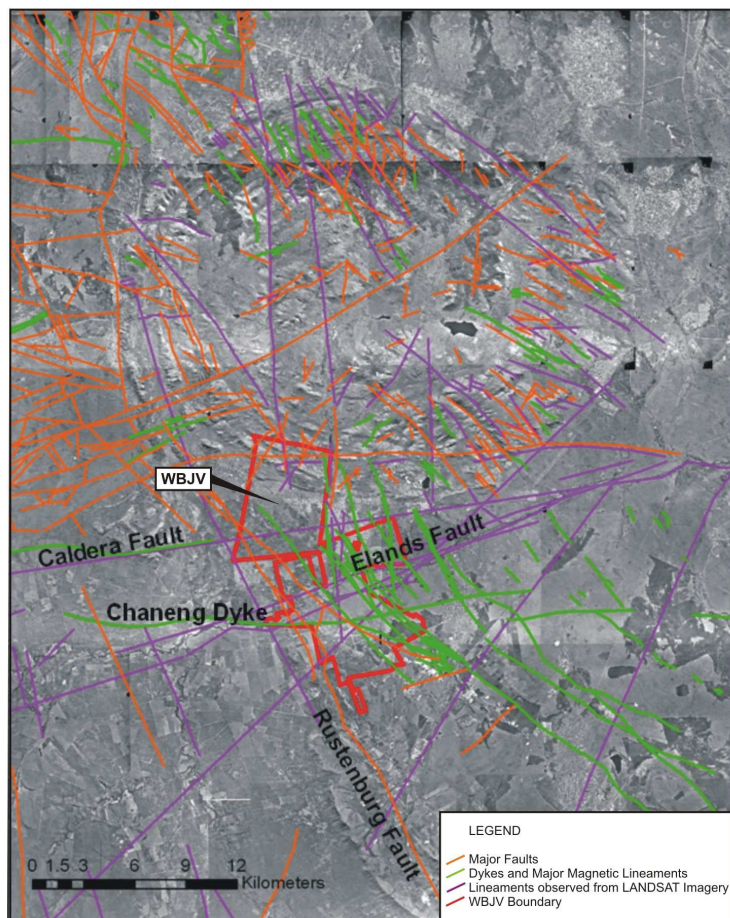 WBJV
Caldera Fault
Elands Fault
Chaneng Dyke
Rustenburg Fault
0 1.5 3 6 9 12
Kilometers
LEGEND
Major Faults
Dykes and Major Magnetic Lineaments
Lineaments observed from LANDSAT Imagery
WBJV Boundary